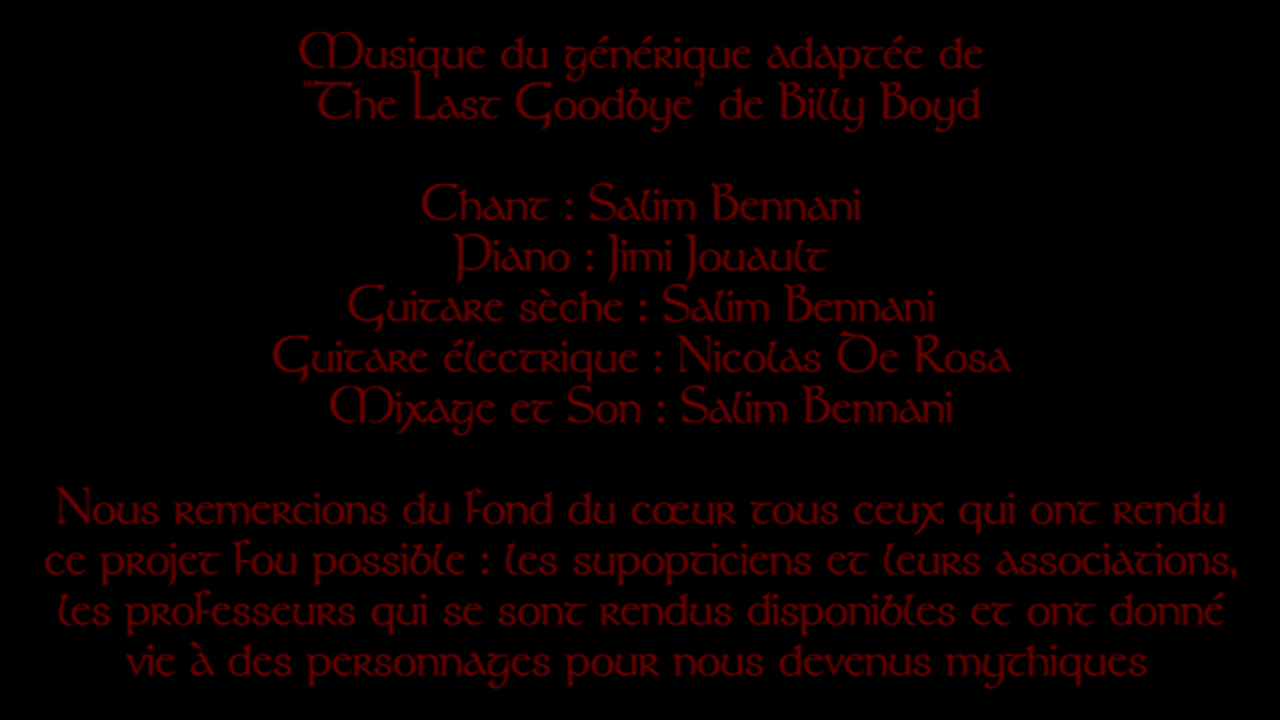 Musique du générique adaptée de
"The Last Goodbye" de Billy Boyd
Chant : Salim Bennani
Piano : Jimi Jouault
Guitare sèche : Salim Bennani
Guitare électrique : Nicolas De Rosa
Mixage et Son : Salim Bennani
Nous remercions du fond du cœur tous ceux qui ont rendu
ce projet fou possible : les supopticiens et leurs associations,
les professeurs qui se sont rendus disponibles et ont donné
vie à des personnages pour nous devenus mythiques